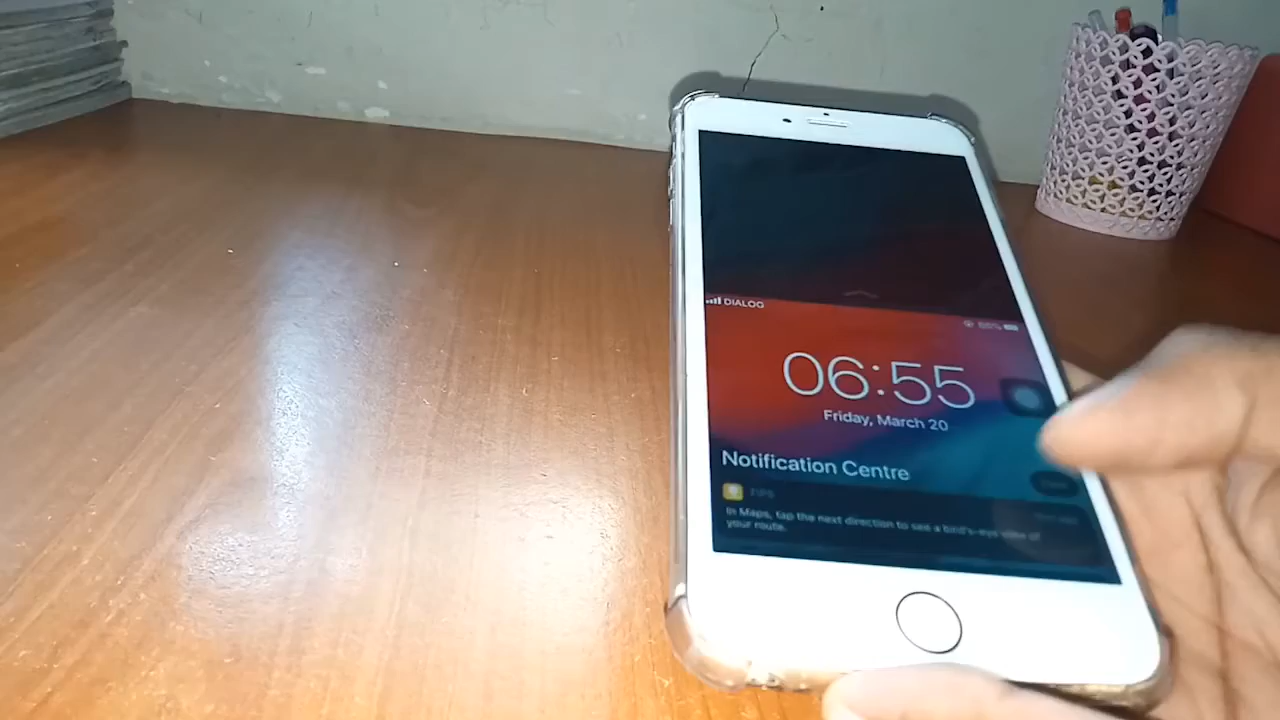 DIALOG
06:55
Friday, March 20
Notification Centre
TIPS
In Maps, tap the next direction to see a bird's-eye view of
your route.